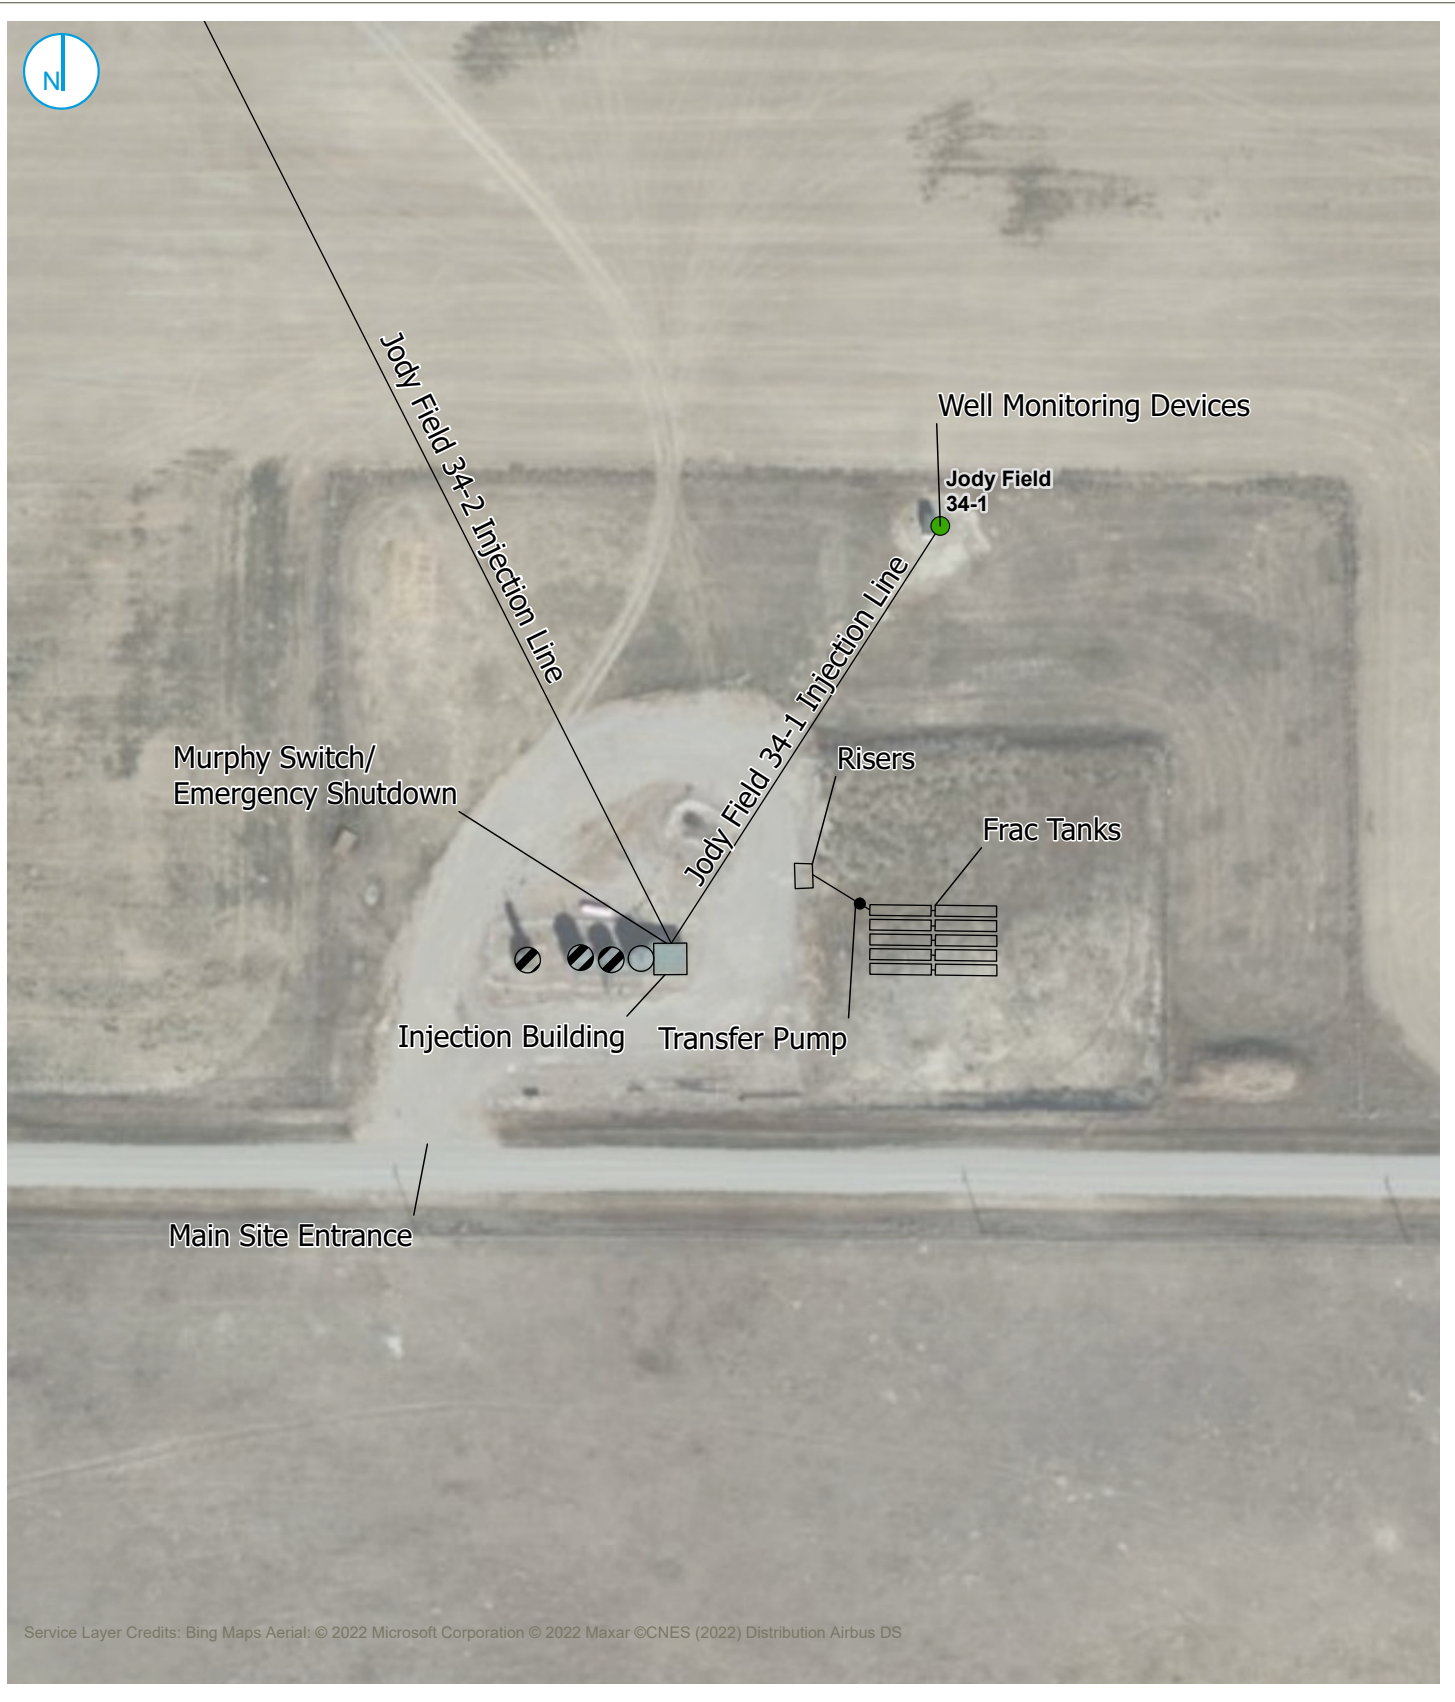 N
Jody Field 34-2 Injection Line
Well Monitoring Devices
Jody Field
34-1
Jody Field 34-1 Injection Line
Murphy Switch/
Emergency Shutdown
Risers
Frac Tanks
Injection Building
Transfer Pump
Main Site Entrance
Service Layer Credits: Bing Maps Aerial: © 2022 Microsoft Corporation © 2022 Maxar ©CNES (2022) Distribution Airbus DS